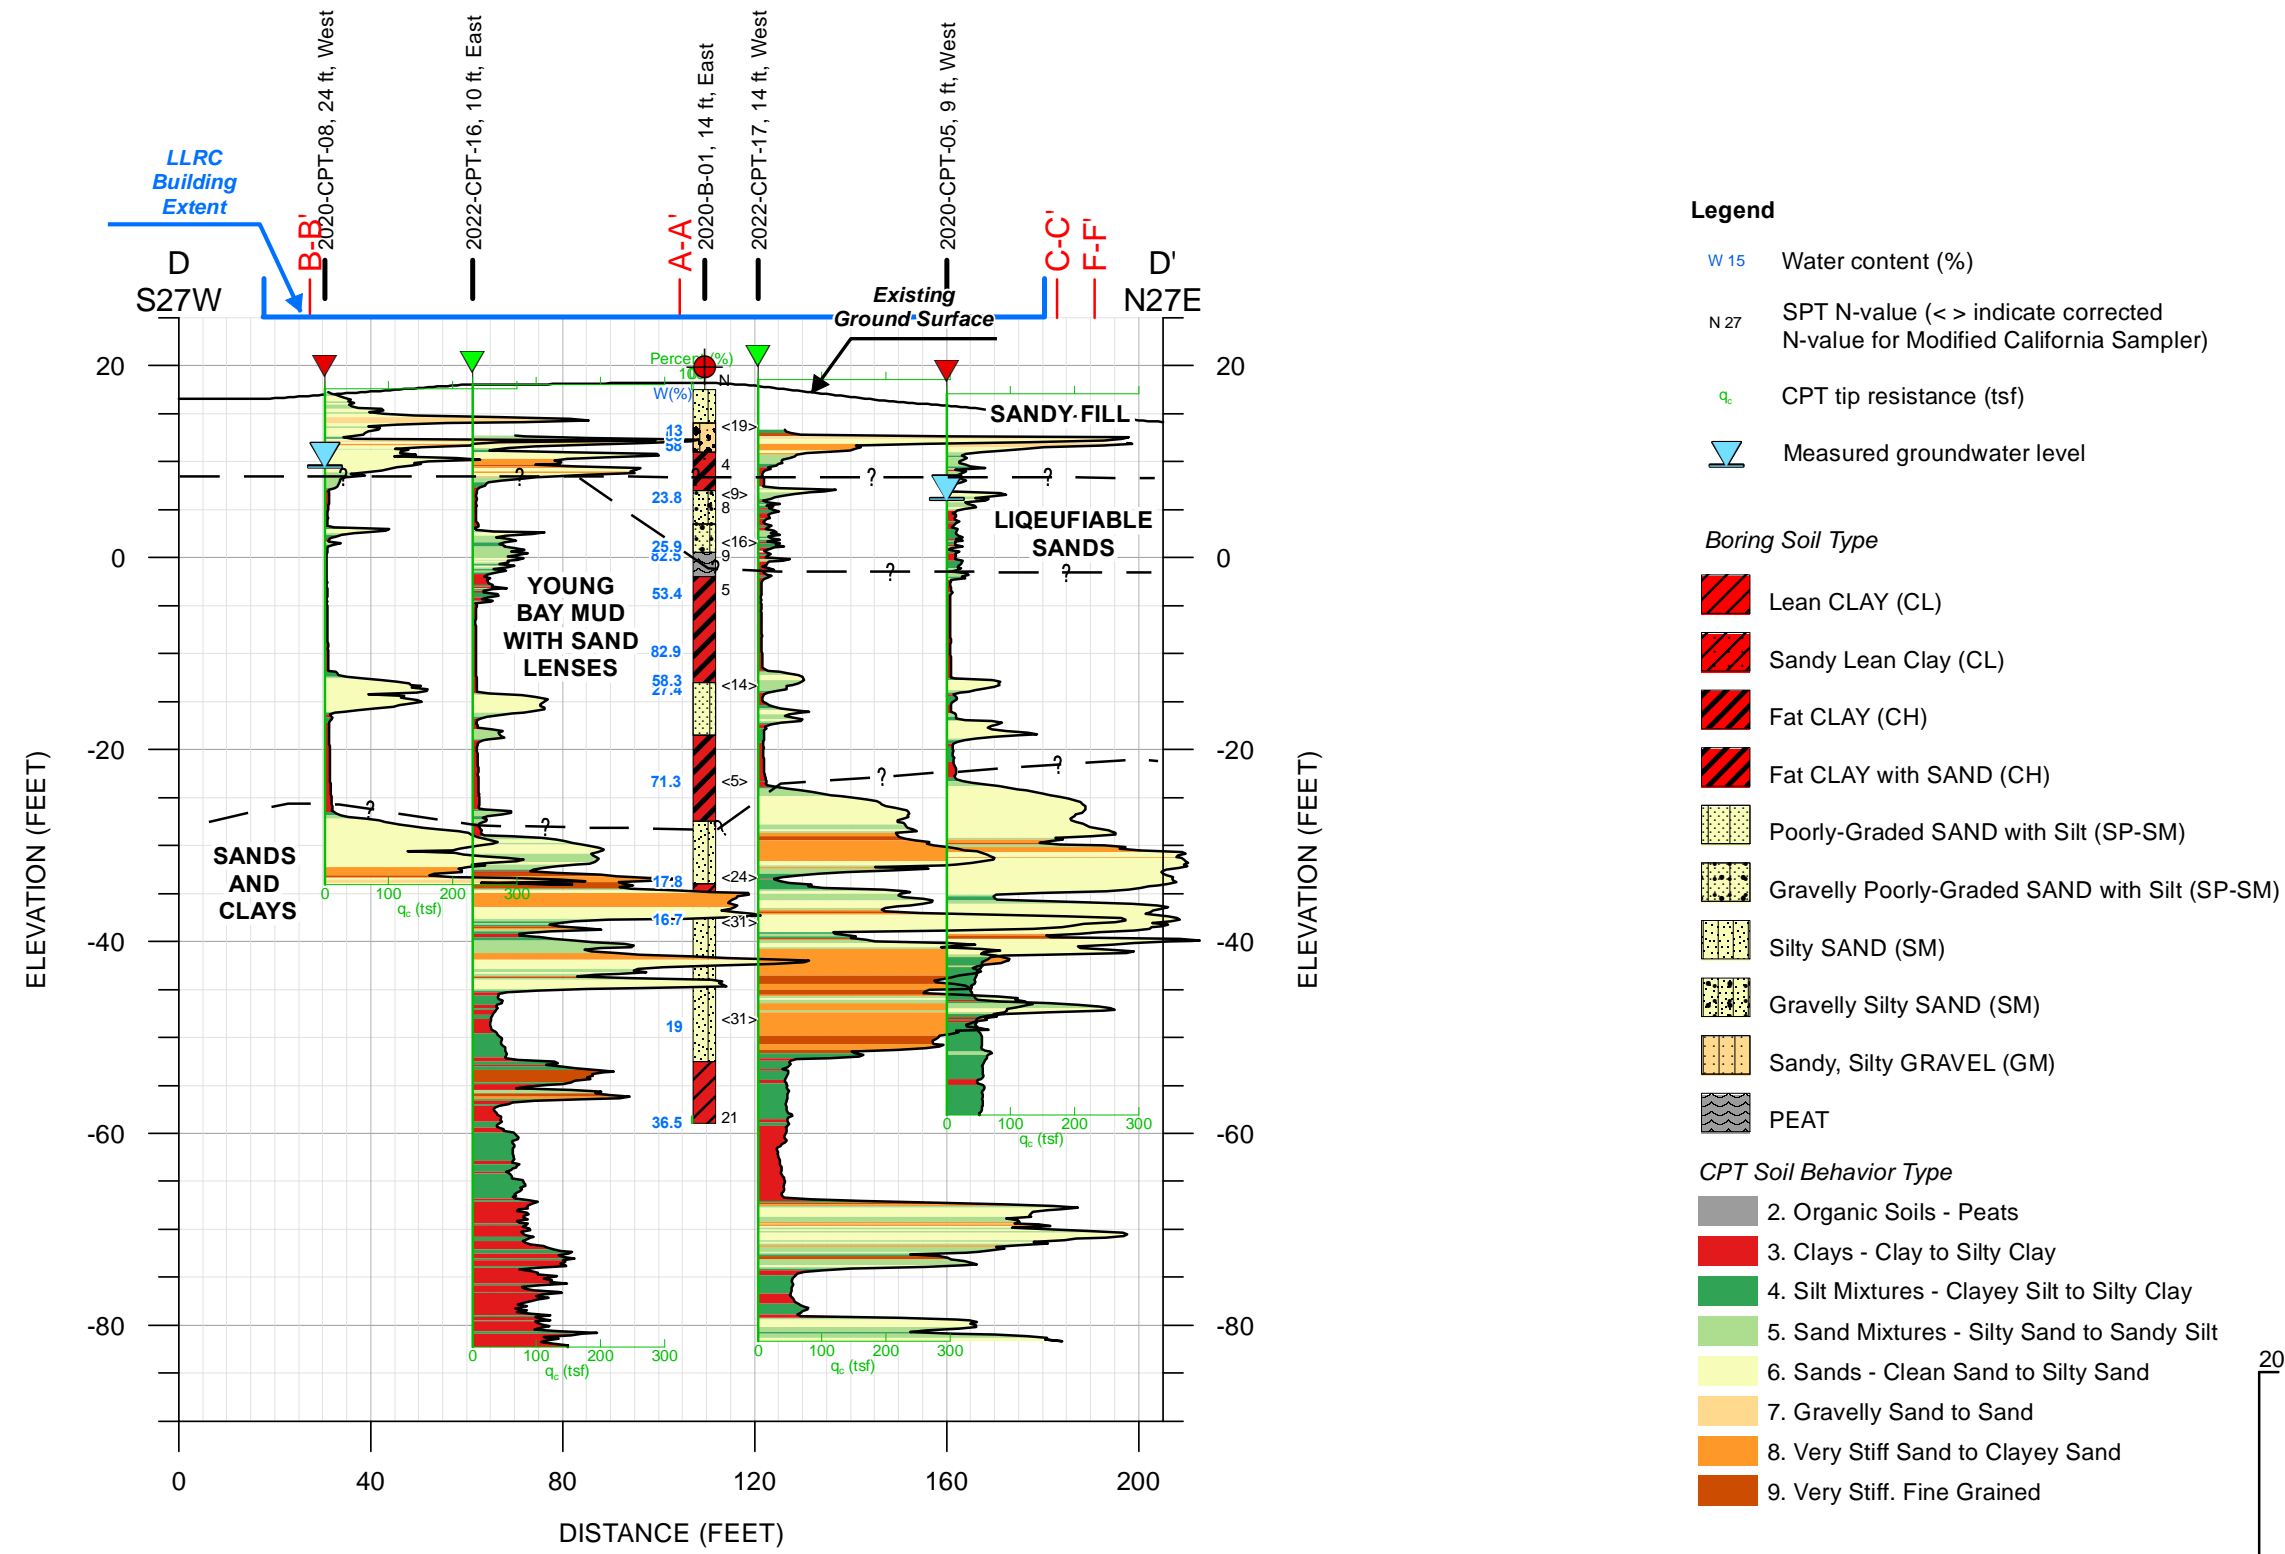 2020-CPT-08, 24 ft, West
2022-CPT-16, 10 ft, East
2020-B-01, 14 ft, East
2022-CPT-17, 14 ft, West
2020-CPT-05, 9 ft, West
LLRC
Building
Extent
B-B'
A-A'
C-C'
F-F'
D
S27W
D'
N27E
Existing
Ground Surface
20
0
-20
-40
-60
-80
ELEVATION (FEET)
20
0
-20
-40
-60
-80
ELEVATION (FEET)
0
40
80
120
160
200
DISTANCE (FEET)
Percent (%)
N
W(%)
13
58
23.8
25.9
82.5
53.4
82.9
58.3
27.4
71.3
17.8
16.7
19
36.5
<19>
4
<9>
8
<16>
9
5
<14>
<5>
<24>
<31>
<31>
21
SANDY FILL
LIQEUFIABLE
SANDS
YOUNG
BAY MUD
WITH SAND
LENSES
SANDS
AND
CLAYS
? ? ? ? ?
? ? ?
? ? ? ? ?
0 100 200 300
qc (tsf)
0 100 200 300
qc (tsf)
0 100 200 300
qc (tsf)
0 100 200 300
qc (tsf)
Legend
W 15 Water content (%)
N 27 SPT N-value (< > indicate corrected
N-value for Modified California Sampler)
qc CPT tip resistance (tsf)
Measured groundwater level
Boring Soil Type
Lean CLAY (CL)
Sandy Lean Clay (CL)
Fat CLAY (CH)
Fat CLAY with SAND (CH)
Poorly-Graded SAND with Silt (SP-SM)
Gravelly Poorly-Graded SAND with Silt (SP-SM)
Silty SAND (SM)
Gravelly Silty SAND (SM)
Sandy, Silty GRAVEL (GM)
PEAT
CPT Soil Behavior Type
2. Organic Soils - Peats
3. Clays - Clay to Silty Clay
4. Silt Mixtures - Clayey Silt to Silty Clay
5. Sand Mixtures - Silty Sand to Sandy Silt
6. Sands - Clean Sand to Silty Sand
7. Gravelly Sand to Sand
8. Very Stiff Sand to Clayey Sand
9. Very Stiff. Fine Grained
20